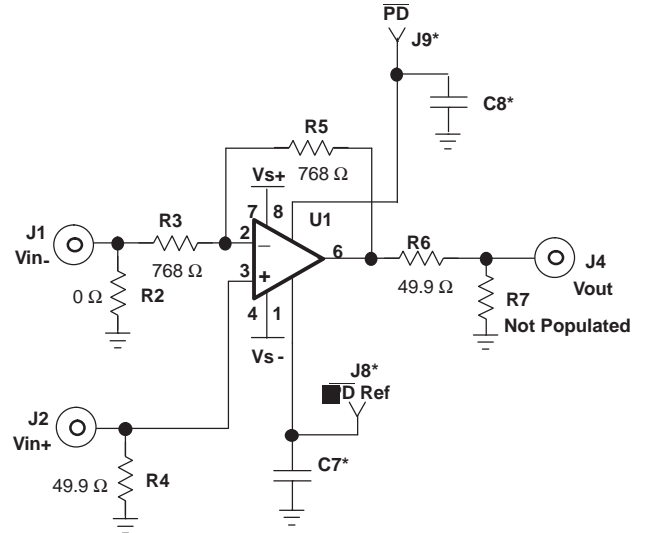 PD
J9*
C8*
R5
768 Ω
Vs+
7 8
U1
J1
Vin-
R3
768 Ω
2
−
3
+
6
R6
49.9 Ω
J4
Vout
0 Ω
R2
R7
Not Populated
4 1
Vs -
J8*
Ref
J2
Vin+
C7*
49.9 Ω
R4